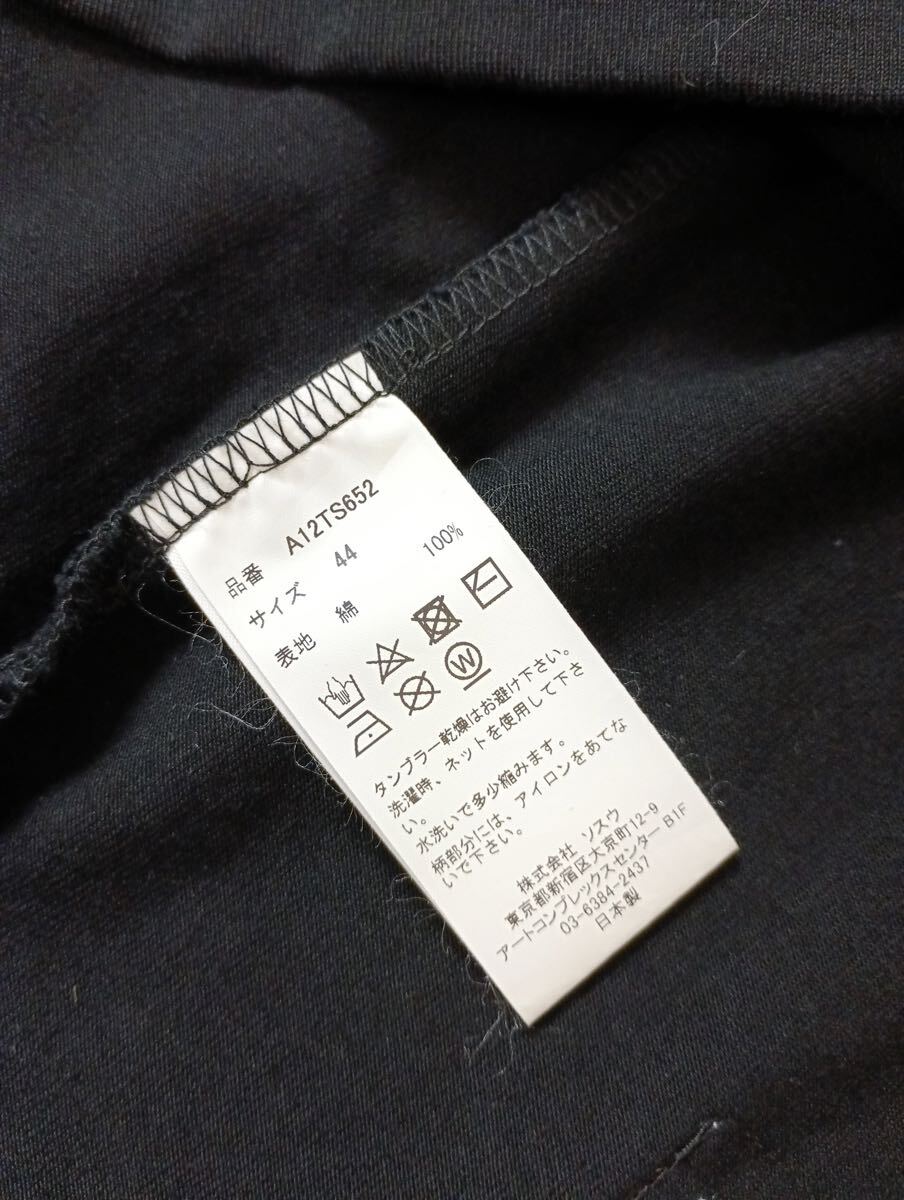 品番 A12TS652
サイズ 44
表地 綿 100%
W
タンブラー乾燥はお避け下さい。
洗濯時、ネットを使用して下さ
い。
水洗いで多少縮みます。
柄部分には、アイロンをあてな
いで下さい。
株式会社 ソスウ
東京都新宿区大京町12-9
アートコンプレックスセンター B1F
03-6384-2437
日本製